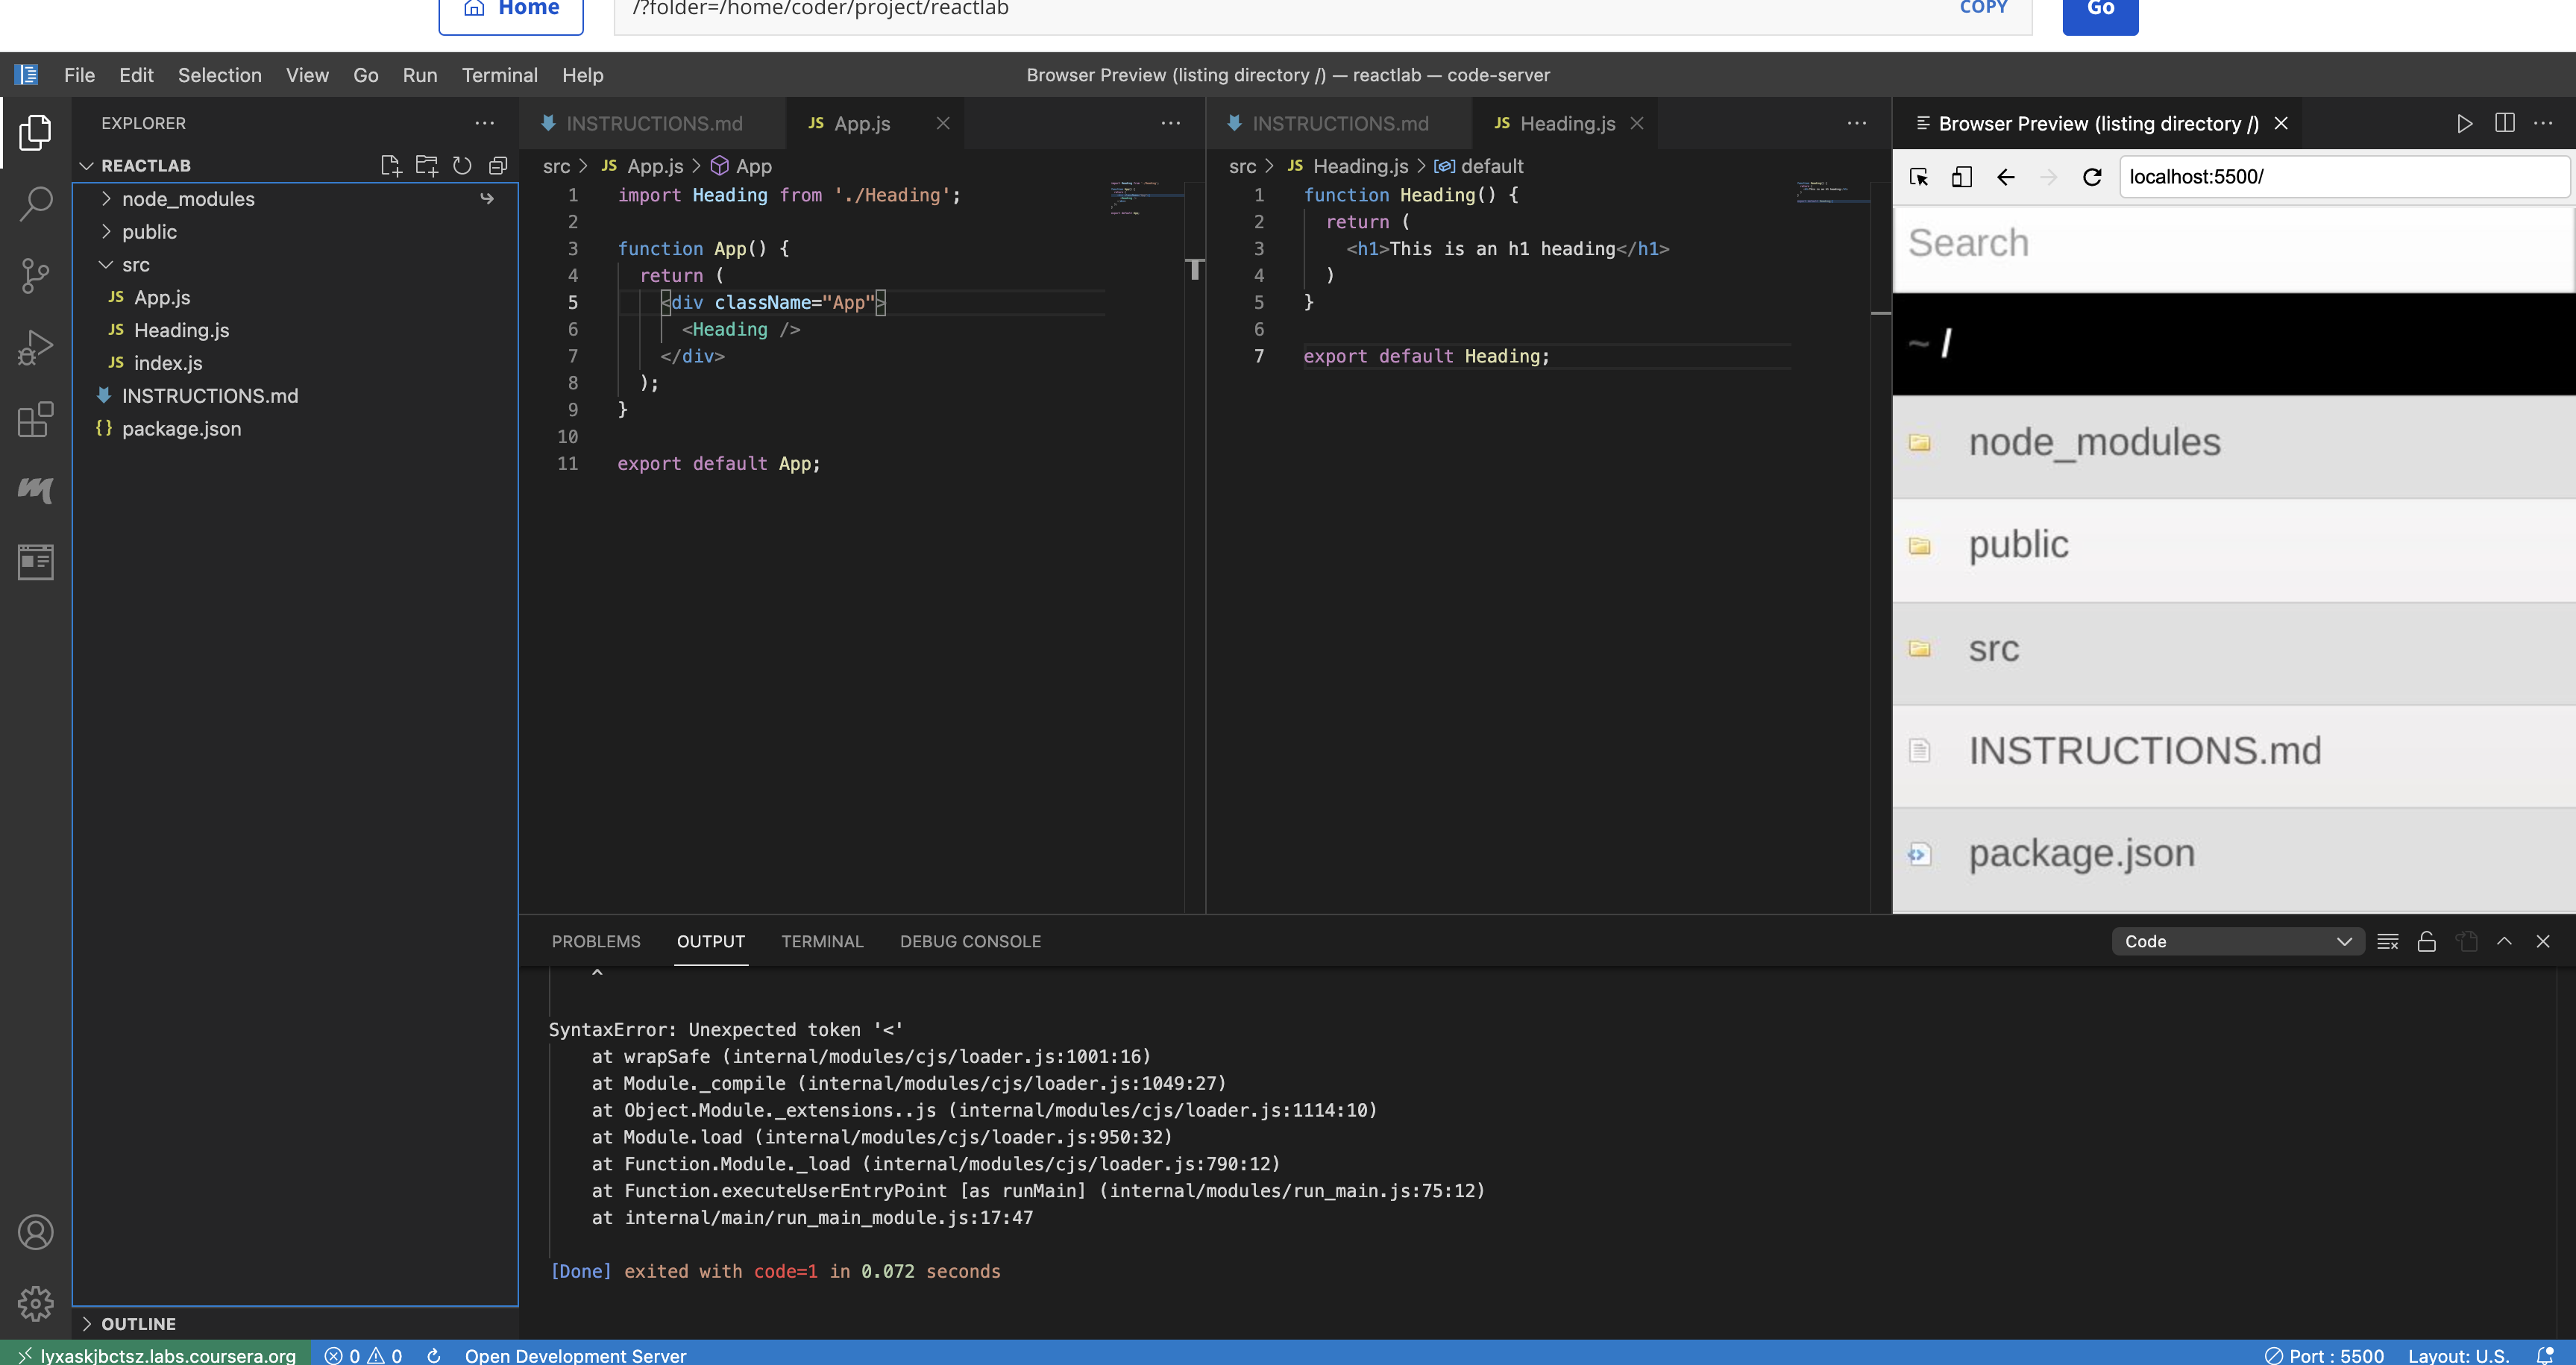 Home
/?folder=/home/coder/project/reactlab
COPY
Go
File Edit Selection View Go Run Terminal Help
Browser Preview (listing directory /) — reactlab — code-server
EXPLORER
REACTLAB
node_modules
public
src
JS App.js
JS Heading.js
JS index.js
INSTRUCTIONS.md
{} package.json
OUTLINE
INSTRUCTIONS.md
JS App.js
src > JS App.js > App
1 import Heading from './Heading';
2
3 function App() {
4 return (
5 <div className="App">
6 <Heading />
7 </div>
8 );
9 }
10
11 export default App;
INSTRUCTIONS.md
JS Heading.js
src > JS Heading.js > default
1 function Heading() {
2 return (
3 <h1>This is an h1 heading</h1>
4 )
5 }
6
7 export default Heading;
Browser Preview (listing directory /)
localhost:5500/
Search
~ /
node_modules
public
src
INSTRUCTIONS.md
package.json
PROBLEMS OUTPUT TERMINAL DEBUG CONSOLE
Code
^
SyntaxError: Unexpected token '<'
at wrapSafe (internal/modules/cjs/loader.js:1001:16)
at Module._compile (internal/modules/cjs/loader.js:1049:27)
at Object.Module._extensions..js (internal/modules/cjs/loader.js:1114:10)
at Module.load (internal/modules/cjs/loader.js:950:32)
at Function.Module._load (internal/modules/cjs/loader.js:790:12)
at Function.executeUserEntryPoint [as runMain] (internal/modules/run_main.js:75:12)
at internal/main/run_main_module.js:17:47
[Done] exited with code=1 in 0.072 seconds
lyxaskjbctsz.labs.coursera.org
0 0
Open Development Server
Port : 5500
Layout: U.S.